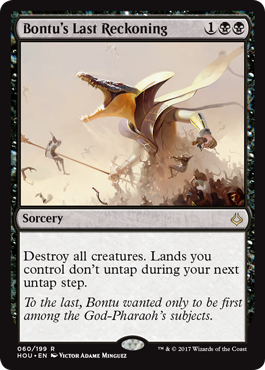 Bontu's Last Reckoning 1
Sorcery
Destroy all creatures. Lands you
control don't untap during your next
untap step.
To the last, Bontu wanted only to be first
among the God-Pharaoh's subjects.
060/199 R
HOU • EN VICTOR ADAME MINGUEZ
™ & © 2017 Wizards of the Coast